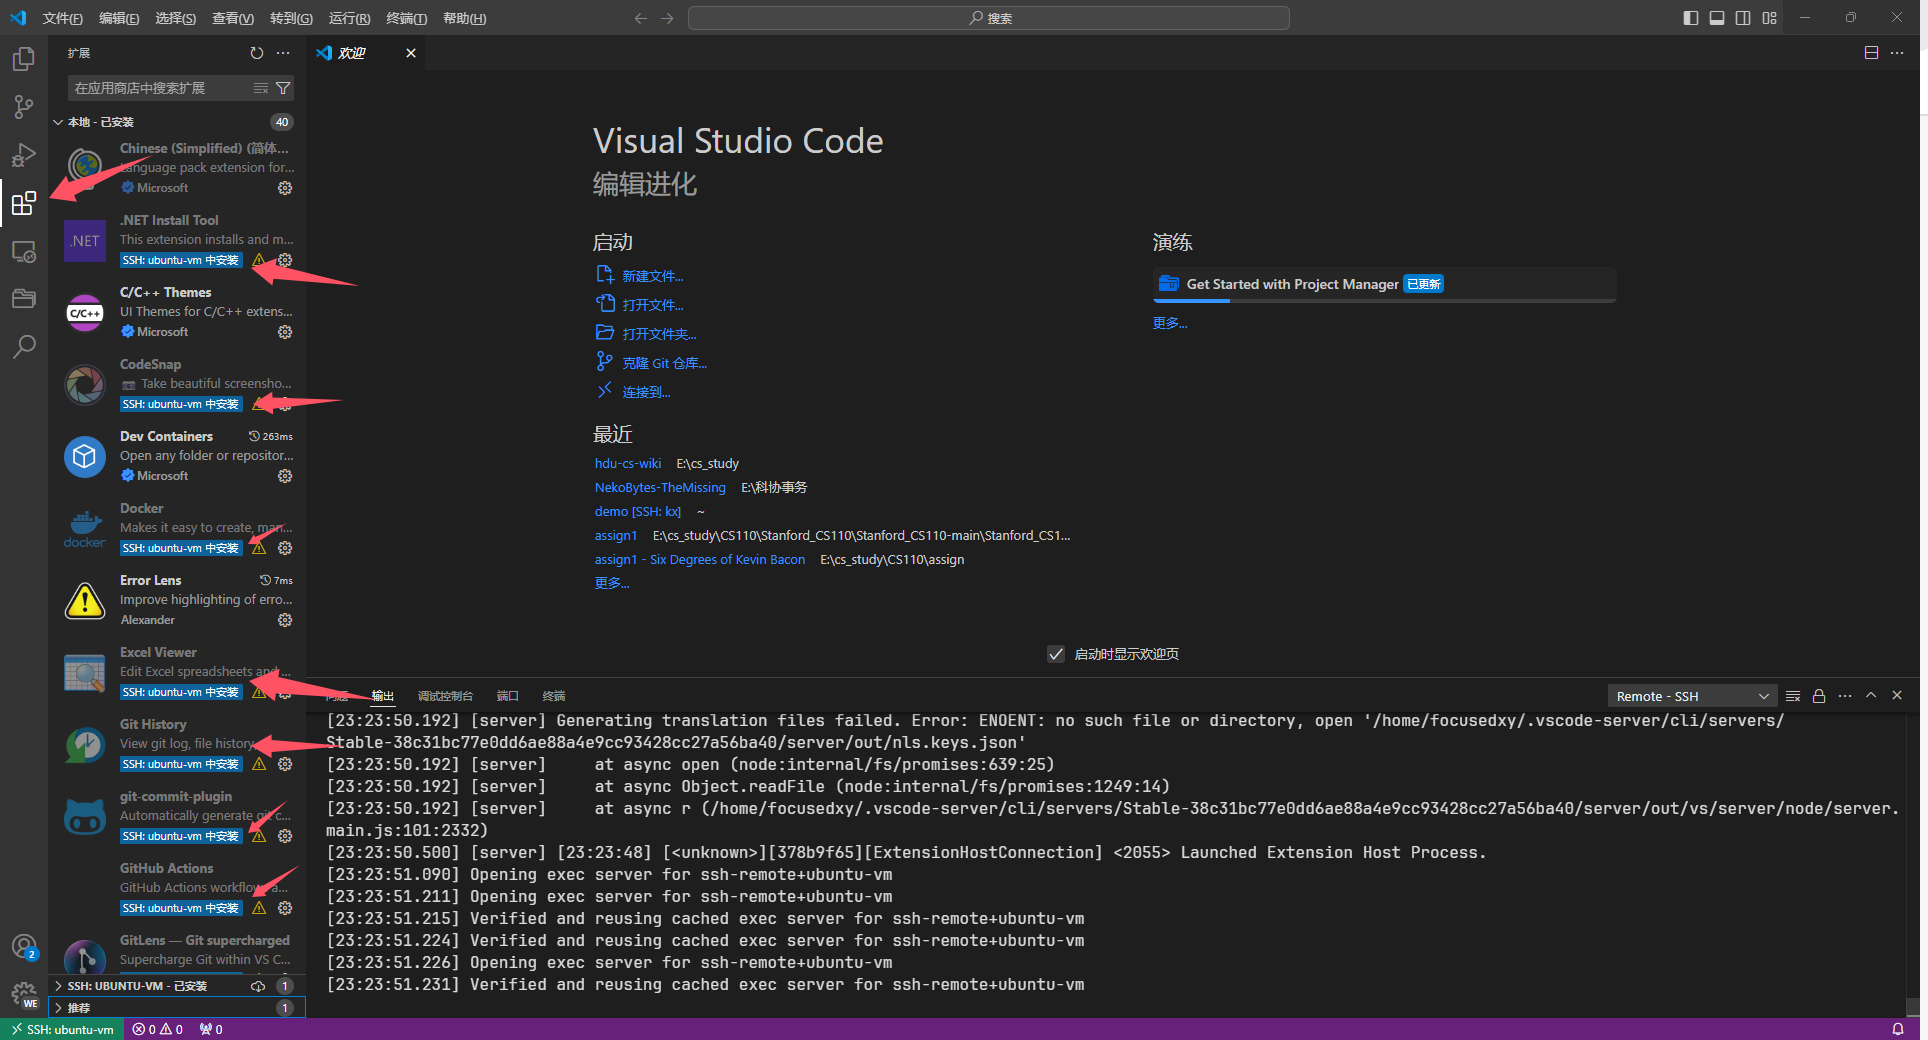 文件(F) 编辑(E) 选择(S) 查看(V) 转到(G) 运行(R) 终端(T) 帮助(H) 搜索
扩展
欢迎
在应用商店中搜索扩展
本地 - 已安装 40
Chinese (Simplified) (简体...
Language pack extension for...
Microsoft
.NET
.NET Install Tool
This extension installs and m...
SSH: ubuntu-vm 中安装
C/C++
C/C++ Themes
UI Themes for C/C++ extens...
Microsoft
CodeSnap
Take beautiful screensho...
SSH: ubuntu-vm 中安装
Dev Containers 263ms
Open any folder or repositor...
Microsoft
docker
Docker
Makes it easy to create, man...
SSH: ubuntu-vm 中安装
Error Lens 7ms
Improve highlighting of erro...
Alexander
Excel Viewer
Edit Excel spreadsheets and ...
SSH: ubuntu-vm 中安装
Git History
View git log, file history,
SSH: ubuntu-vm 中安装
git-commit-plugin
Automatically generate git c...
SSH: ubuntu-vm 中安装
GitHub Actions
GitHub Actions workflow a...
SSH: ubuntu-vm 中安装
GitLens — Git supercharged
Supercharge Git within VS C...
SSH: UBUNTU-VM - 已安装 1
推荐 1
2
WE
Visual Studio Code
编辑进化
启动
新建文件...
打开文件...
打开文件夹...
克隆 Git 仓库...
连接到...
最近
hdu-cs-wiki E:\cs_study
NekoBytes-TheMissing E:\科协事务
demo [SSH: kx] ~
assign1 E:\cs_study\CS110\Stanford_CS110\Stanford_CS110-main\Stanford_CS1...
assign1 - Six Degrees of Kevin Bacon E:\cs_study\CS110\assign
更多...
演练
Get Started with Project Manager 已更新
更多...
启动时显示欢迎页
问题 输出 调试控制台 端口 终端 Remote - SSH
[23:23:50.192] [server] Generating translation files failed. Error: ENOENT: no such file or directory, open '/home/focusedxy/.vscode-server/cli/servers/
Stable-38c31bc77e0dd6ae88a4e9cc93428cc27a56ba40/server/out/nls.keys.json'
[23:23:50.192] [server] at async open (node:internal/fs/promises:639:25)
[23:23:50.192] [server] at async Object.readFile (node:internal/fs/promises:1249:14)
[23:23:50.192] [server] at async r (/home/focusedxy/.vscode-server/cli/servers/Stable-38c31bc77e0dd6ae88a4e9cc93428cc27a56ba40/server/out/vs/server/node/server.
main.js:101:2332)
[23:23:50.500] [server] [23:23:48] [<unknown>][378b9f65][ExtensionHostConnection] <2055> Launched Extension Host Process.
[23:23:51.090] Opening exec server for ssh-remote+ubuntu-vm
[23:23:51.211] Opening exec server for ssh-remote+ubuntu-vm
[23:23:51.215] Verified and reusing cached exec server for ssh-remote+ubuntu-vm
[23:23:51.224] Verified and reusing cached exec server for ssh-remote+ubuntu-vm
[23:23:51.226] Opening exec server for ssh-remote+ubuntu-vm
[23:23:51.231] Verified and reusing cached exec server for ssh-remote+ubuntu-vm
SSH: ubuntu-vm 0 0 0